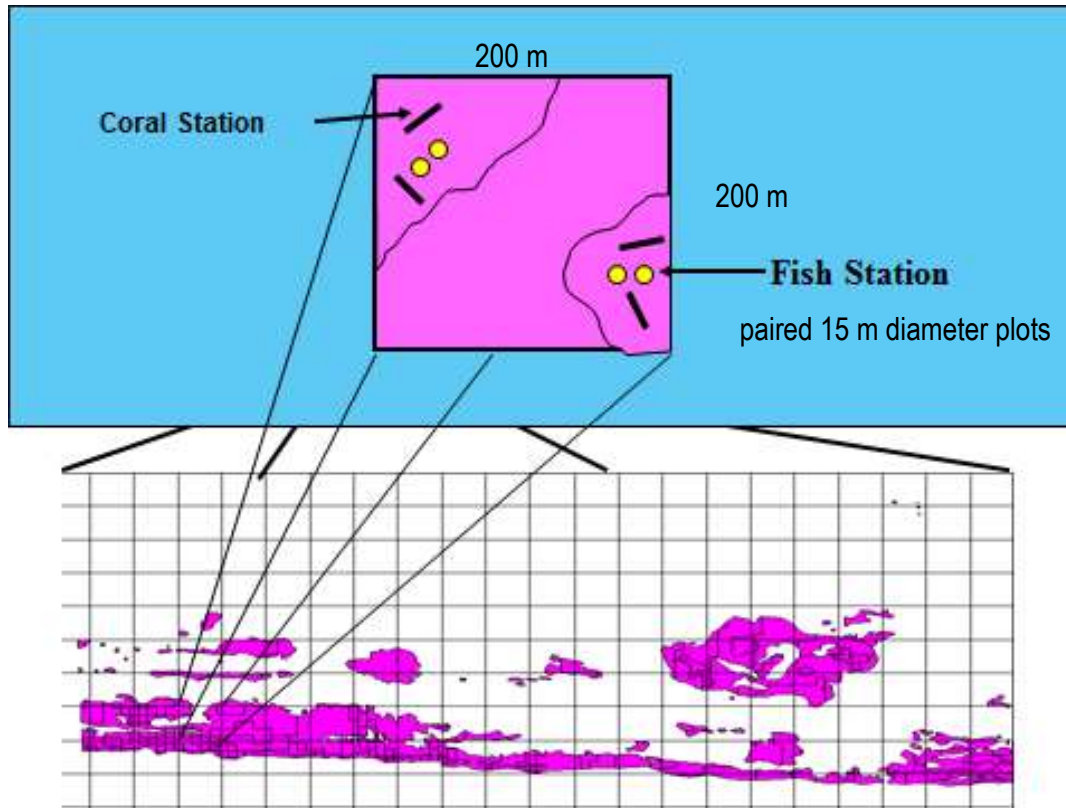 200 m
Coral Station
200 m
Fish Station
paired 15 m diameter plots